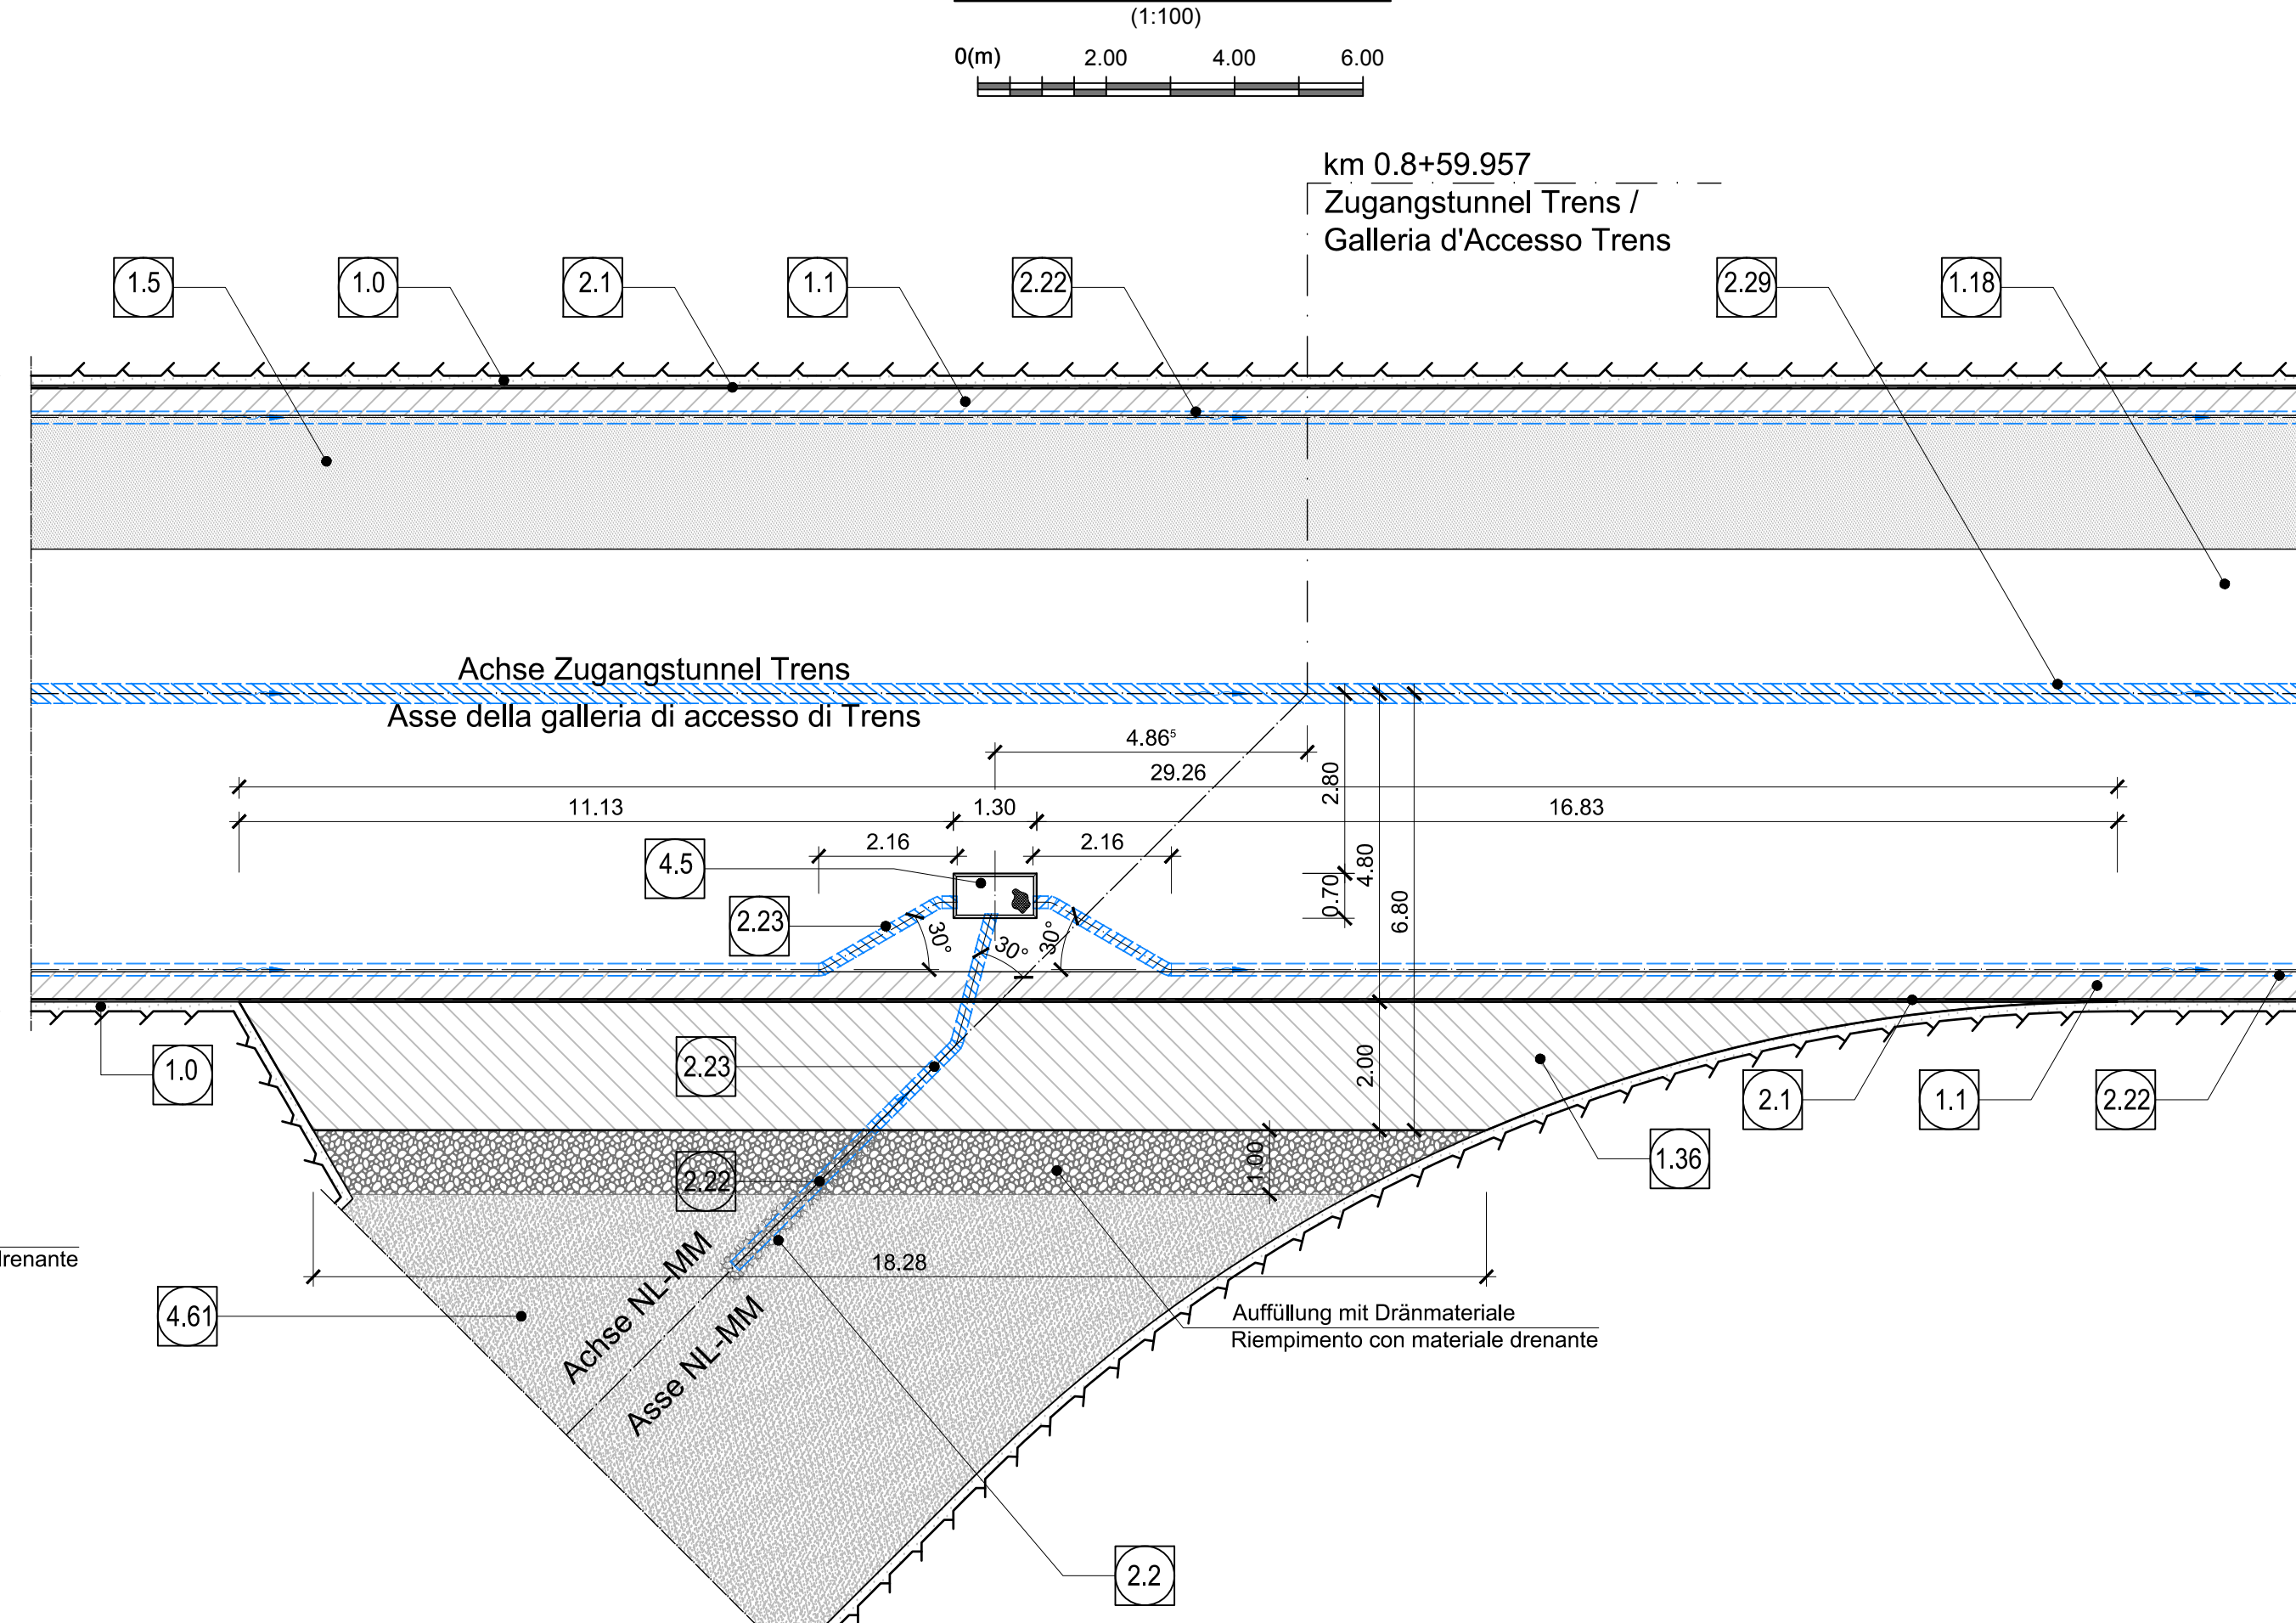 (1:100)
0(m) 2.00 4.00 6.00
km 0.8+59.957
Zugangstunnel Trens /
Galleria d'Accesso Trens
1.5 1.0 2.1 1.1 2.22 2.29 1.18
Achse Zugangstunnel Trens
Asse della galleria di accesso di Trens
4.86⁵
29.26
2.80
11.13 1.30 16.83
2.16 2.16
4.5
4.80
0.70
6.80
2.23
30° 30° 30°
1.0
2.23
2.00
2.1 1.1 2.22
1.36
1.00
2.22
drenante
18.28
4.61
Achse NL-MM
Asse NL-MM
Auffüllung mit Dränmateriale
Riempimento con materiale drenante
2.2